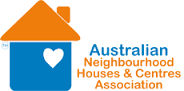 Australian
Neighbourhood
Houses & Centres
Association